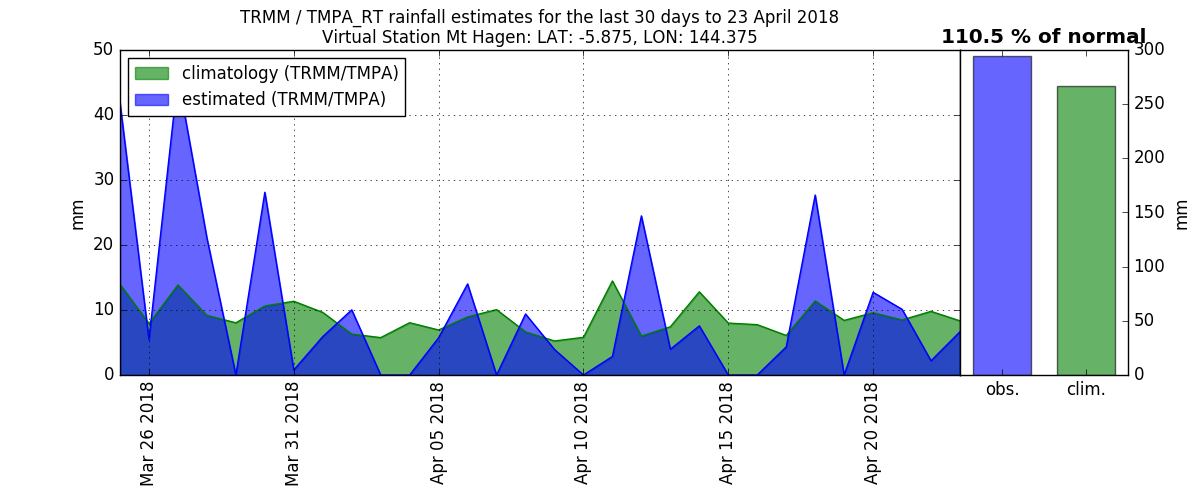 TRMM / TMPA_RT rainfall estimates for the last 30 days to 23 April 2018
Virtual Station Mt Hagen: LAT: -5.875, LON: 144.375
110.5 % of normal
climatology (TRMM/TMPA)
estimated (TRMM/TMPA)
50
40
30
20
10
0
mm
Mar 26 2018
Mar 31 2018
Apr 05 2018
Apr 10 2018
Apr 15 2018
Apr 20 2018
300
250
200
150
100
50
0
mm
obs.
clim.